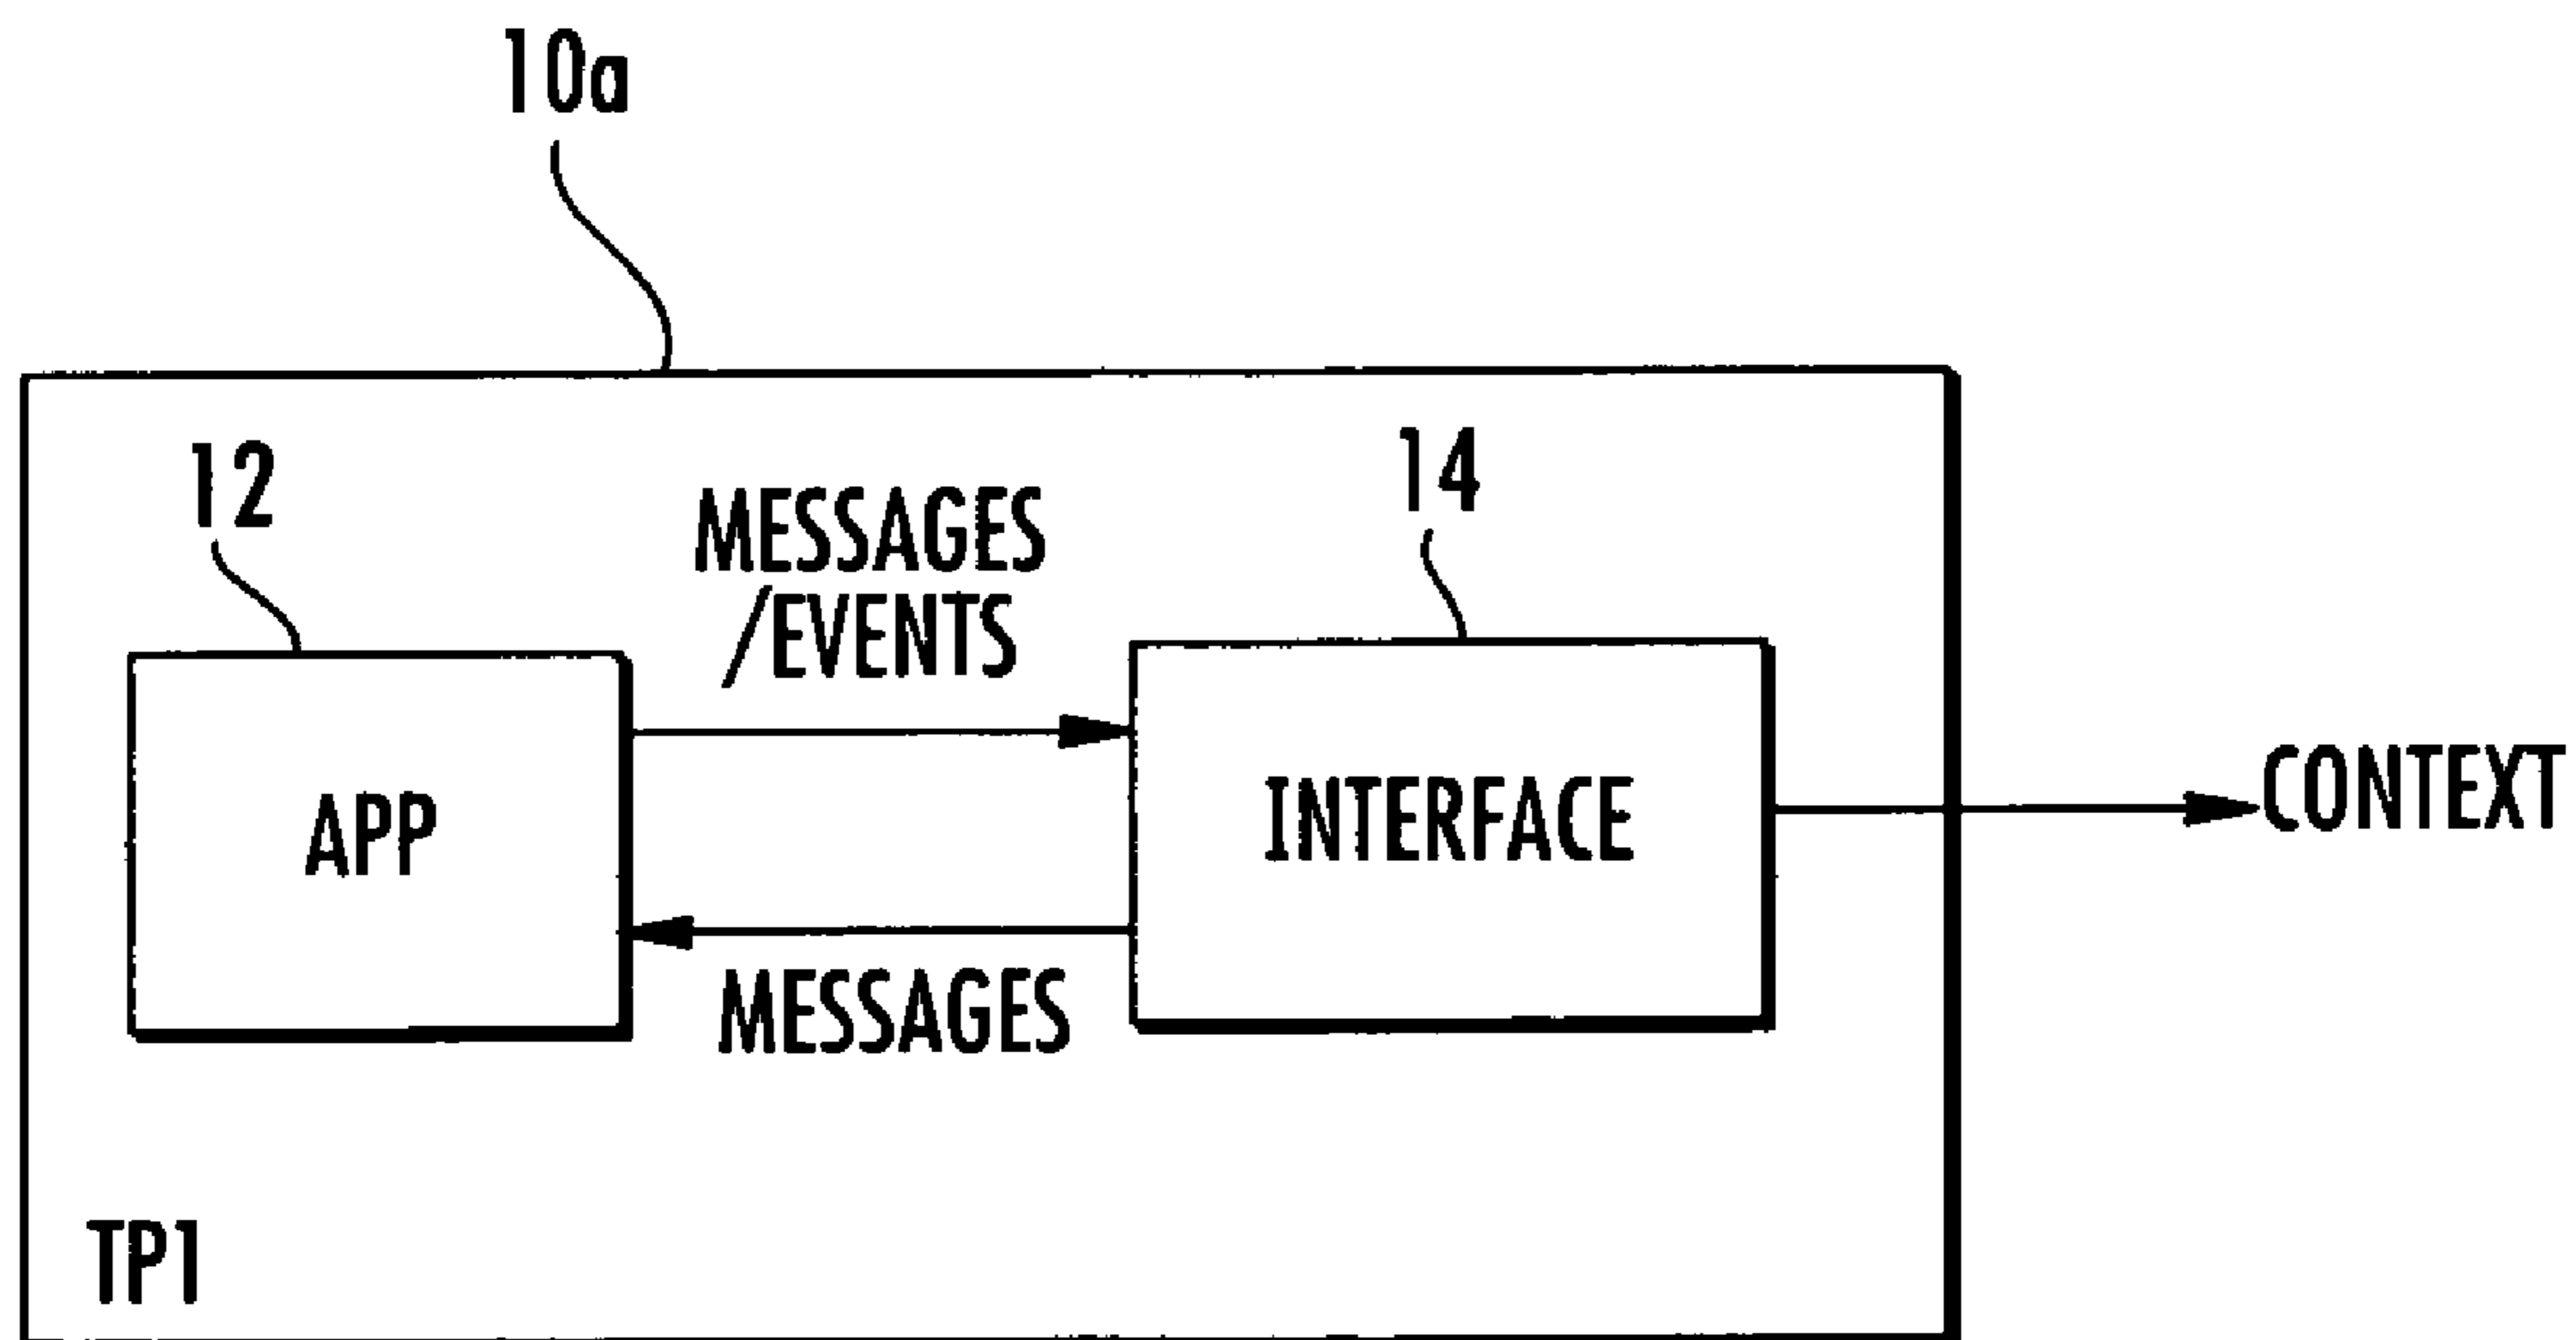 10a
12
MESSAGES
/EVENTS
14
APP
INTERFACE
CONTEXT
MESSAGES
TP1